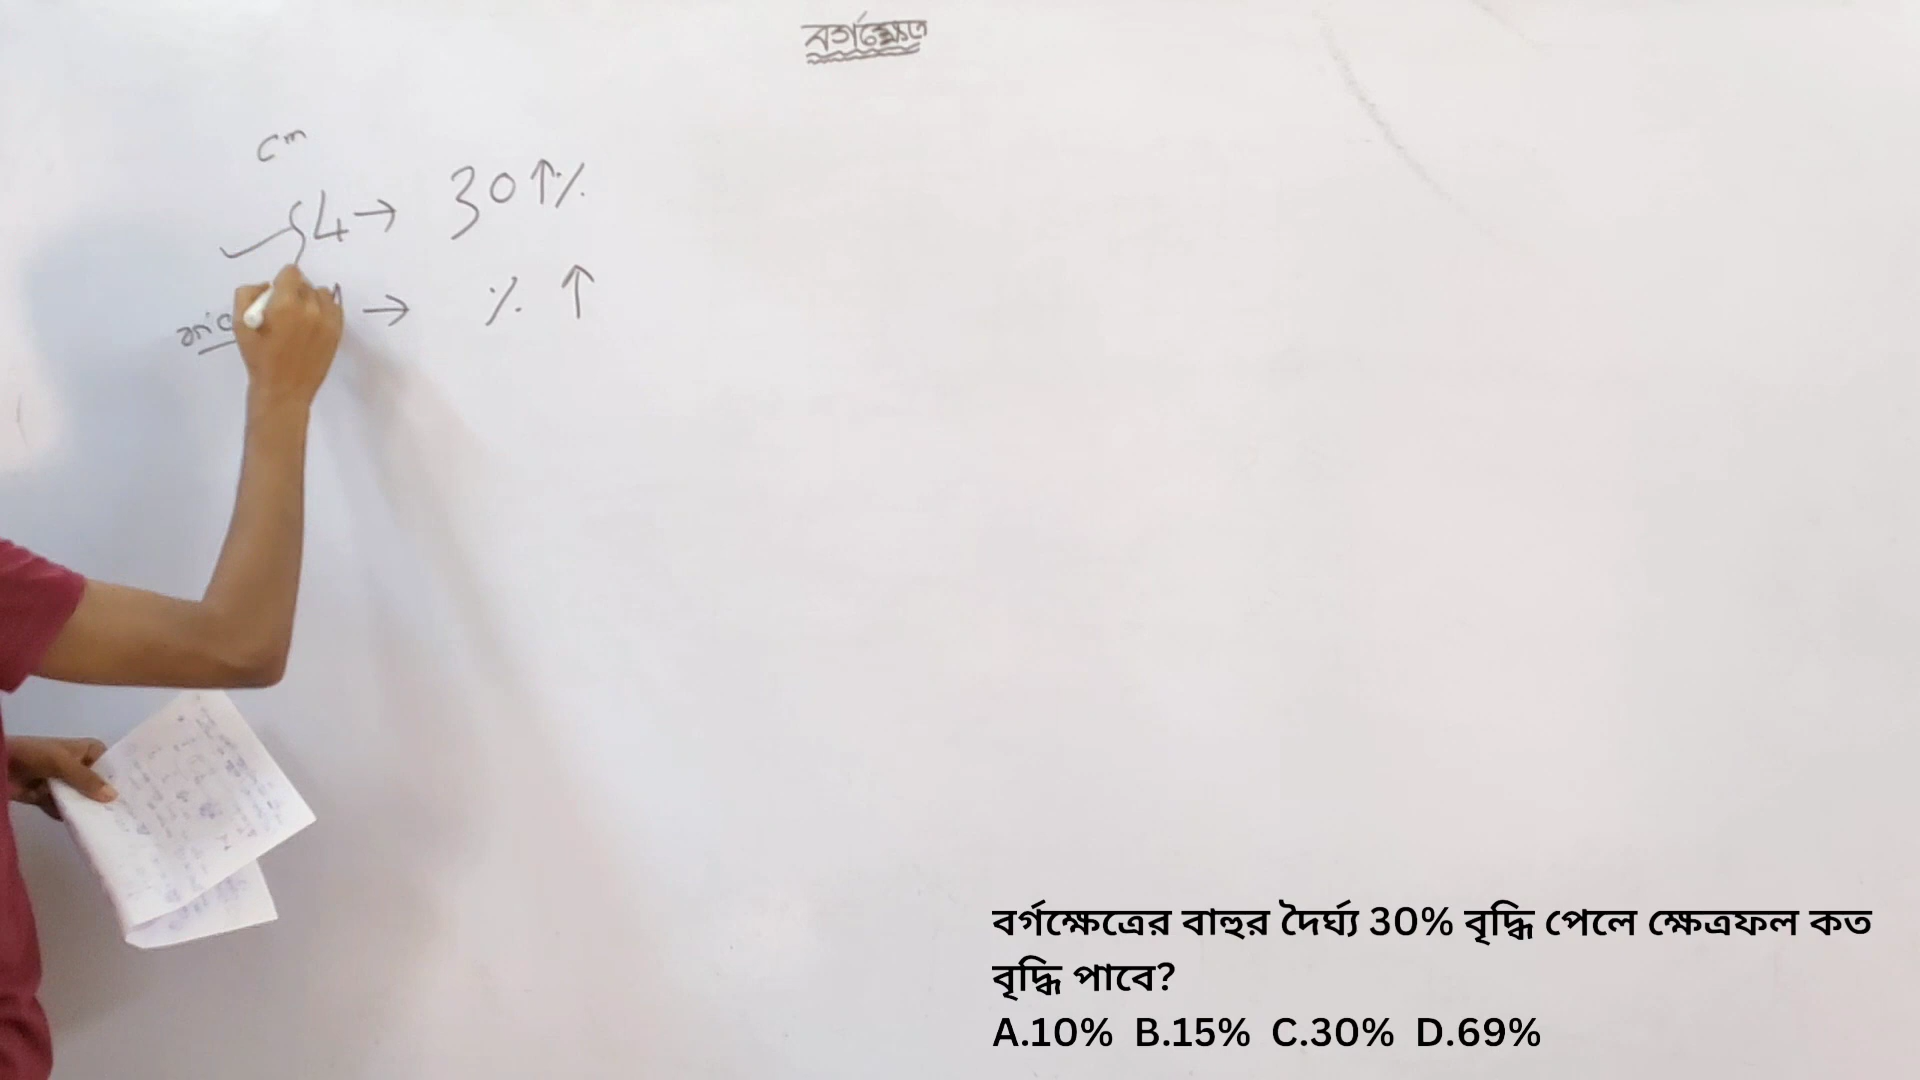 বর্গক্ষেত্র
cm
4 → 30↑%
→ % ↑
বর্গক্ষেত্রের বাহুর দৈর্ঘ্য 30% বৃদ্ধি পেলে ক্ষেত্রফল কত
বৃদ্ধি পাবে?
A.10% B.15% C.30% D.69%